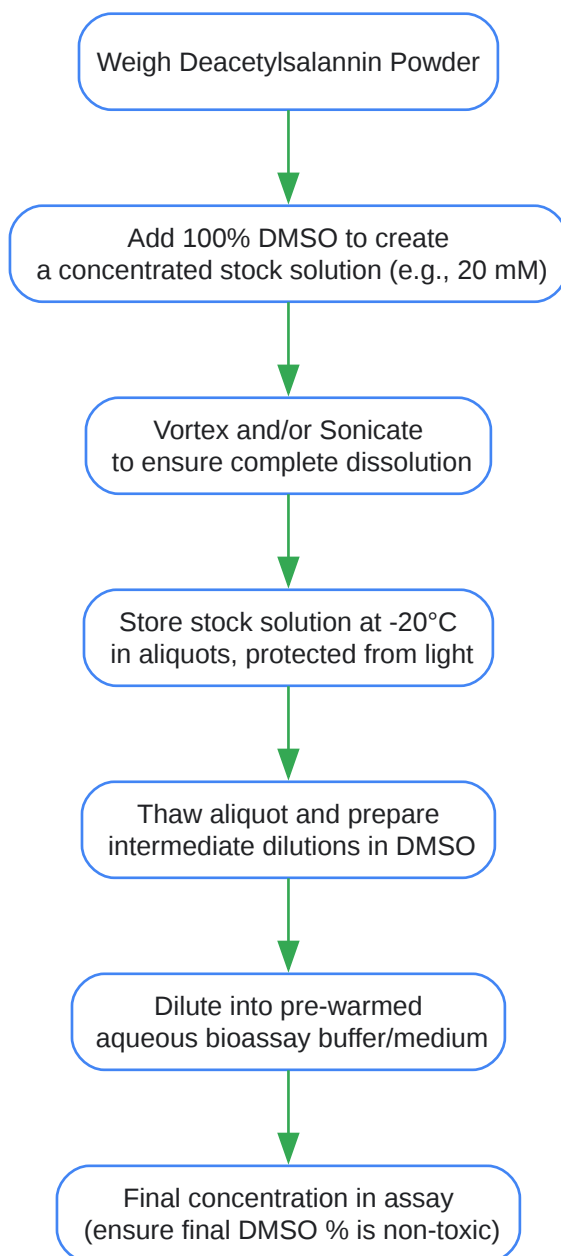 Weigh Deacetylsalannin Powder
Add 100% DMSO to create
a concentrated stock solution (e.g., 20 mM)
Vortex and/or Sonicate
to ensure complete dissolution
Store stock solution at -20°C
in aliquots, protected from light
Thaw aliquot and prepare
intermediate dilutions in DMSO
Dilute into pre-warmed
aqueous bioassay buffer/medium
Final concentration in assay
(ensure final DMSO % is non-toxic)